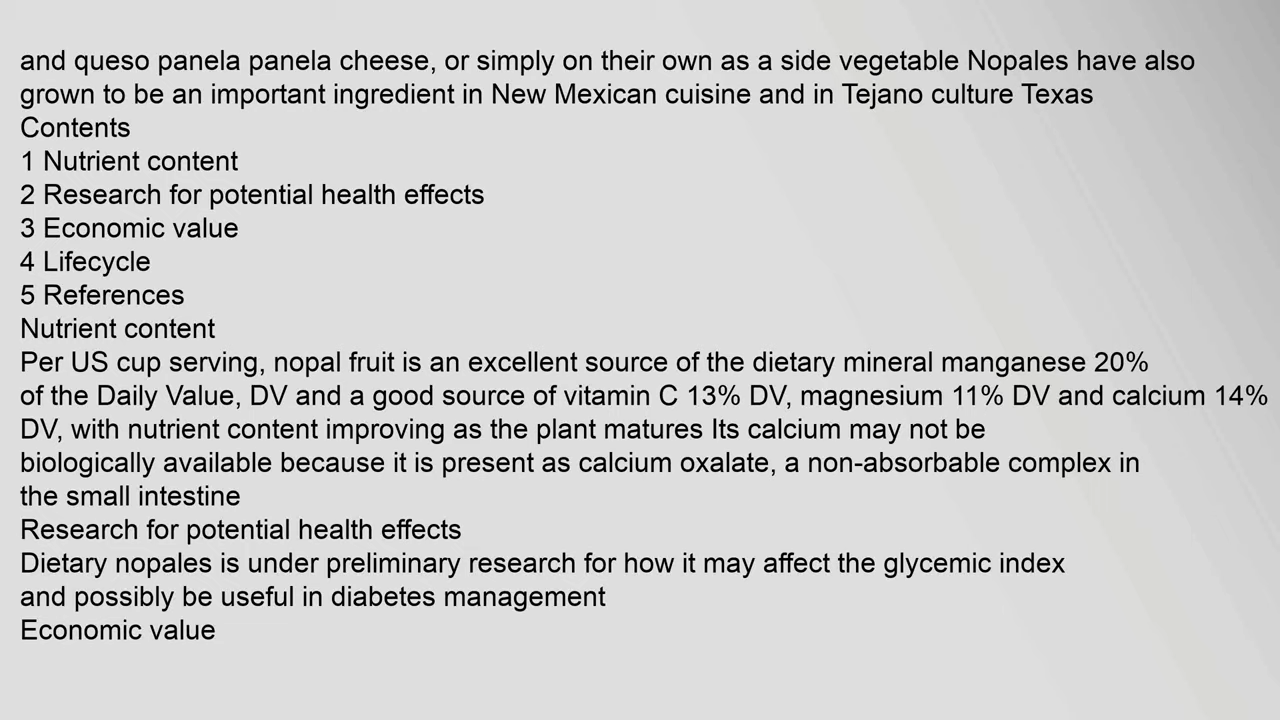 and queso panela panela cheese, or simply on their own as a side vegetable Nopales have also
grown to be an important ingredient in New Mexican cuisine and in Tejano culture Texas
Contents
1 Nutrient content
2 Research for potential health effects
3 Economic value
4 Lifecycle
5 References
Nutrient content
Per US cup serving, nopal fruit is an excellent source of the dietary mineral manganese 20%
of the Daily Value, DV and a good source of vitamin C 13% DV, magnesium 11% DV and calcium 14%
DV, with nutrient content improving as the plant matures Its calcium may not be
biologically available because it is present as calcium oxalate, a non-absorbable complex in
the small intestine
Research for potential health effects
Dietary nopales is under preliminary research for how it may affect the glycemic index
and possibly be useful in diabetes management
Economic value